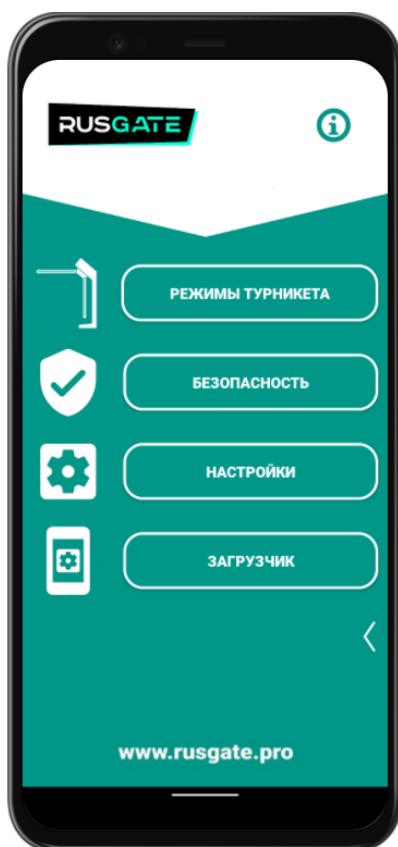 RUSGATE
РЕЖИМЫ ТУРНИКЕТА
БЕЗОПАСНОСТЬ
НАСТРОЙКИ
ЗАГРУЗЧИК
www.rusgate.pro